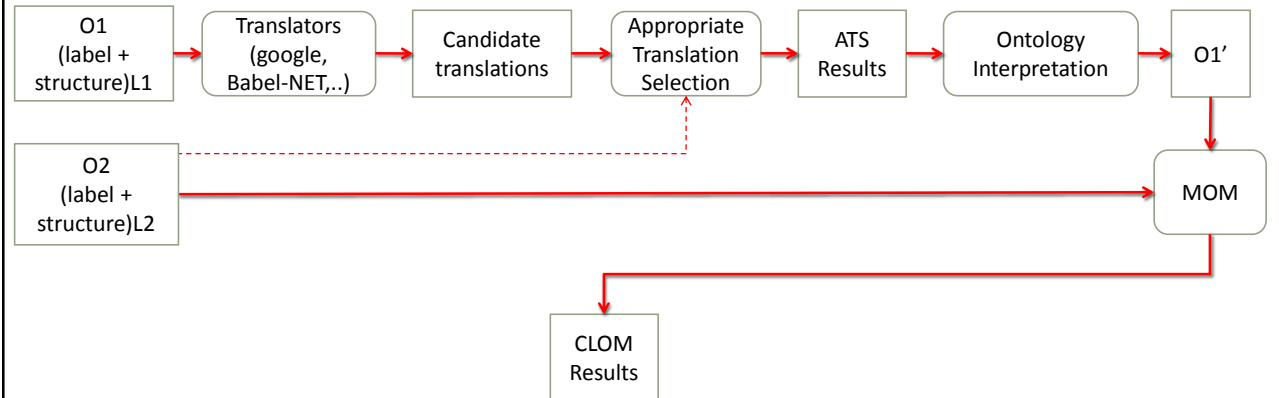 O1
(label +
structure)L1
Translators
(google,
Babel-NET,..)
Candidate
translations
Appropriate
Translation
Selection
ATS
Results
Ontology
Interpretation
O1’
O2
(label +
structure)L2
MOM
CLOM
Results